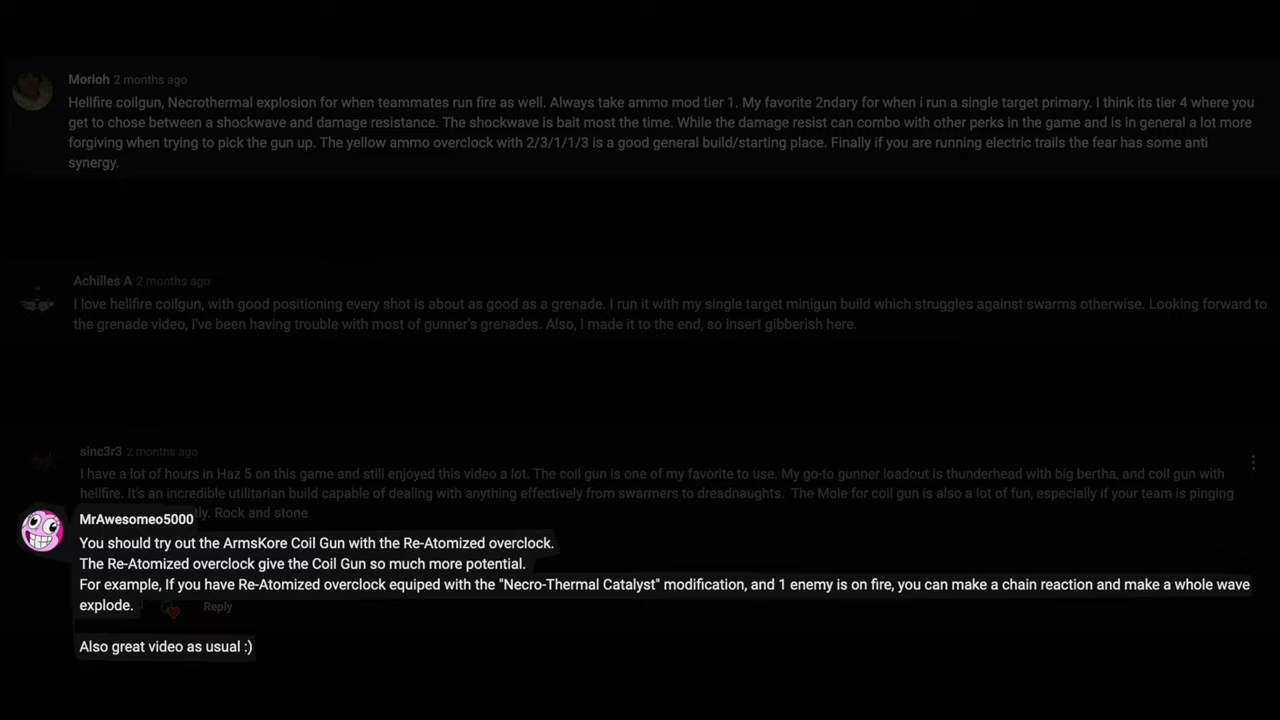 Morioh 2 months ago
Hellfire coilgun, Necrothermal explosion for when teammates run fire as well. Always take ammo mod tier 1. My favorite 2ndary for when i run a single target primary. I think its tier 4 where you
get to chose between a shockwave and damage resistance. The shockwave is bait most the time. While the damage resist can combo with other perks in the game and is in general a lot more
forgiving when trying to pick the gun up. The yellow ammo overclock with 2/3/1/1/3 is a good general build/starting place. Finally if you are running electric trails the fear has some anti
synergy.
Achilles A 2 months ago
I love hellfire coilgun, with good positioning every shot is about as good as a grenade. I run it with my single target minigun build which struggles against swarms otherwise. Looking forward to
the grenade video, I've been having trouble with most of gunner's grenades. Also, I made it to the end, so insert gibberish here.
sinc3r3 2 months ago
I have a lot of hours in Haz 5 on this game and still enjoyed this video a lot. The coil gun is one of my favorite to use. My go-to gunner loadout is thunderhead with big bertha, and coil gun with
hellfire. It's an incredible utilitarian build capable of dealing with anything effectively from swarmers to dreadnaughts. The Mole for coil gun is also a lot of fun, especially if your team is pinging
tly. Rock and stone
MrAwesomeo5000
You should try out the ArmsKore Coil Gun with the Re-Atomized overclock.
The Re-Atomized overclock give the Coil Gun so much more potential.
For example, If you have Re-Atomized overclock equiped with the "Necro-Thermal Catalyst" modification, and 1 enemy is on fire, you can make a chain reaction and make a whole wave
explode.
Reply
Also great video as usual :)